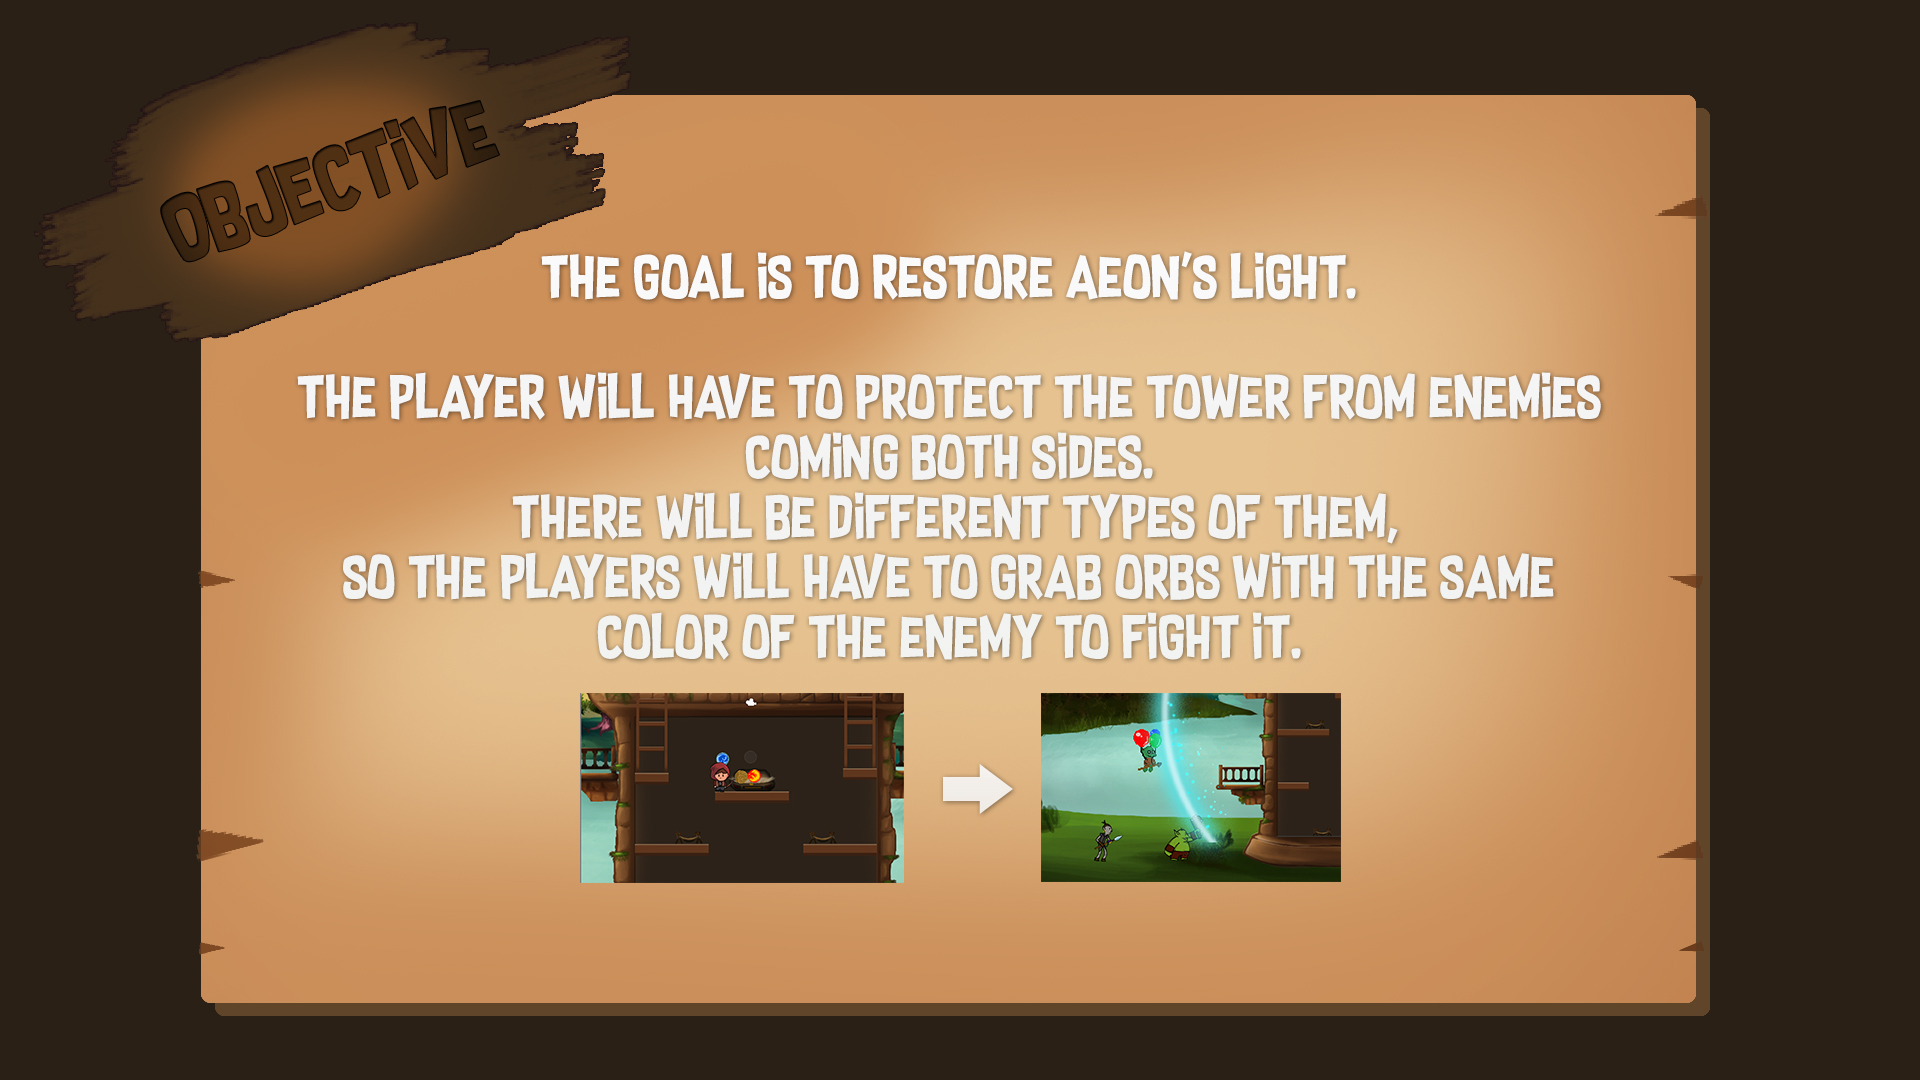 OBJECTIVE
THE GOAL iS TO RESTORE AEON'S LiGHT.
THE PLAYER WiLL HAVE TO PROTECT THE TOWER FROM ENEMiES
COMiNG BOTH SiDES.
THERE WiLL BE DiFFERENT TYPES OF THEM,
SO THE PLAYERS WiLL HAVE TO GRAB ORBS WiTH THE SAME
COLOR OF THE ENEMY TO FiGHT iT.